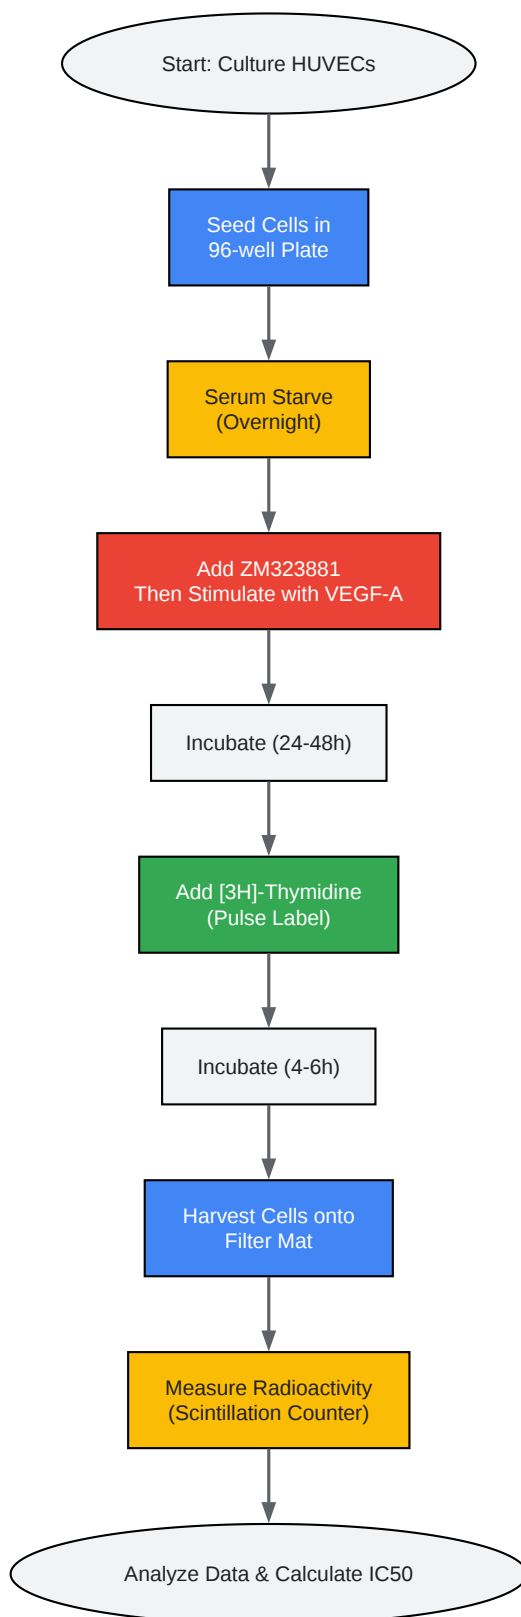 Start: Culture HUVECs
Seed Cells in
96-well Plate
Serum Starve
(Overnight)
Add ZM323881
Then Stimulate with VEGF-A
Incubate (24-48h)
Add [3H]-Thymidine
(Pulse Label)
Incubate (4-6h)
Harvest Cells onto
Filter Mat
Measure Radioactivity
(Scintillation Counter)
Analyze Data & Calculate IC50